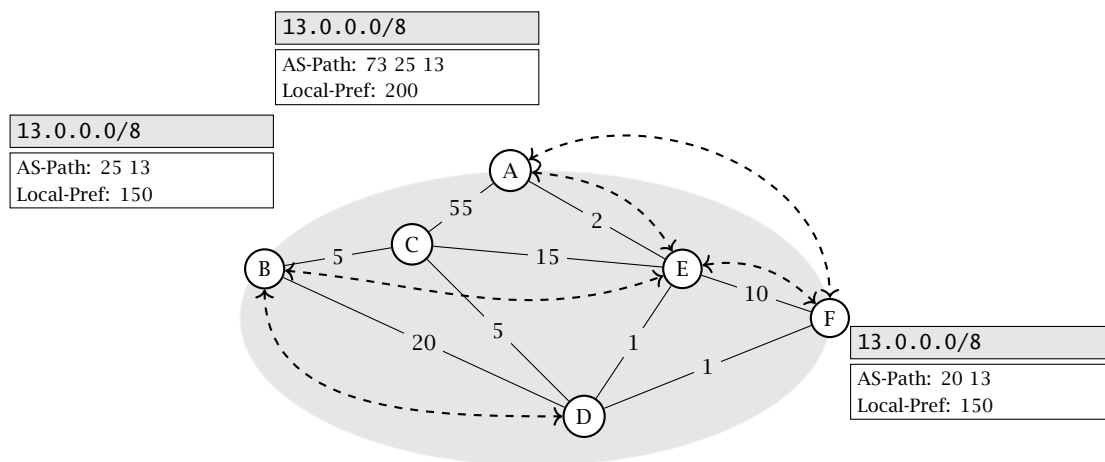 13.0.0.0/8
AS-Path: 73 25 13
Local-Pref: 200
13.0.0.0/8
AS-Path: 25 13
Local-Pref: 150
A
55
2
C
5
15
B
E
10
F
5
20
1
1
13.0.0.0/8
AS-Path: 20 13
Local-Pref: 150
D